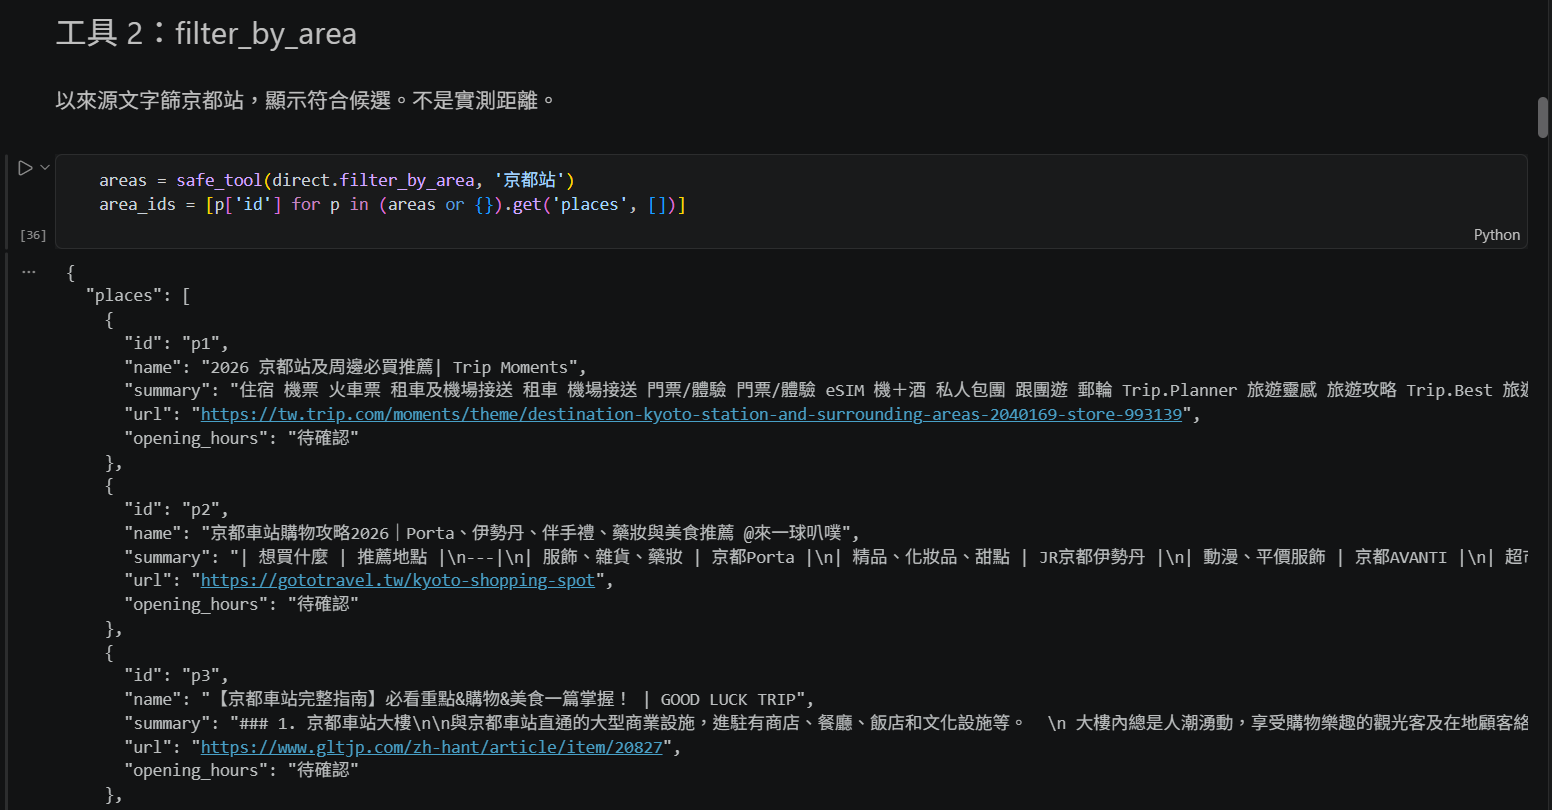 工具 2：filter_by_area
以來源文字篩京都站，顯示符合候選。不是實測距離。
areas = safe_tool(direct.filter_by_area, '京都站')
area_ids = [p['id'] for p in (areas or {}).get('places', [])]
[36]
Python
...
{
"places": [
{
"id": "p1",
"name": "2026 京都站及周邊必買推薦| Trip Moments",
"summary": "住宿 機票 火車票 租車及機場接送 租車 機場接送 門票/體驗 門票/體驗 eSIM 機＋酒 私人包團 跟團遊 郵輪 Trip.Planner 旅遊靈感 旅遊攻略 Trip.Best 旅遊
"url": "https://tw.trip.com/moments/theme/destination-kyoto-station-and-surrounding-areas-2040169-store-993139",
"opening_hours": "待確認"
},
{
"id": "p2",
"name": "京都車站購物攻略2026｜Porta、伊勢丹、伴手禮、藥妝與美食推薦 @來一球叭噗",
"summary": "| 想買什麼 | 推薦地點 |\n---|\n| 服飾、雜貨、藥妝 | 京都Porta |\n| 精品、化妝品、甜點 | JR京都伊勢丹 |\n| 動漫、平價服飾 | 京都AVANTI |\n| 超市
"url": "https://gototravel.tw/kyoto-shopping-spot",
"opening_hours": "待確認"
},
{
"id": "p3",
"name": "【京都車站完整指南】必看重點&購物&美食一篇掌握！ | GOOD LUCK TRIP",
"summary": "### 1. 京都車站大樓\n\n與京都車站直通的大型商業設施，進駐有商店、餐廳、飯店和文化設施等。  \n 大樓內總是人潮湧動，享受購物樂趣的觀光客及在地顧客絡
"url": "https://www.gltjp.com/zh-hant/article/item/20827",
"opening_hours": "待確認"
},